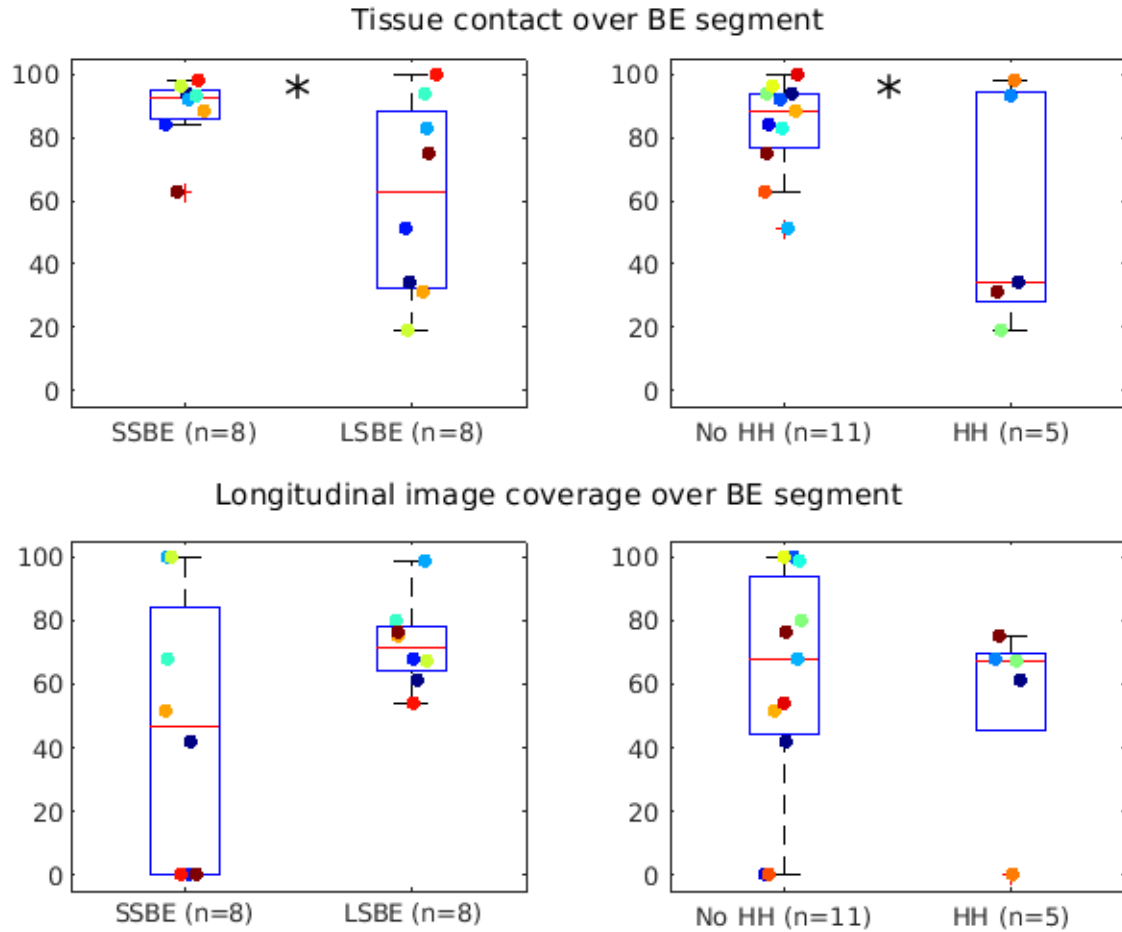 Tissue contact over BE segment
100
80
60
40
20
0
*
SSBE (n=8)
LSBE (n=8)
100
80
60
40
20
0
*
No HH (n=11)
HH (n=5)
Longitudinal image coverage over BE segment
100
80
60
40
20
0
SSBE (n=8)
LSBE (n=8)
100
80
60
40
20
0
No HH (n=11)
HH (n=5)